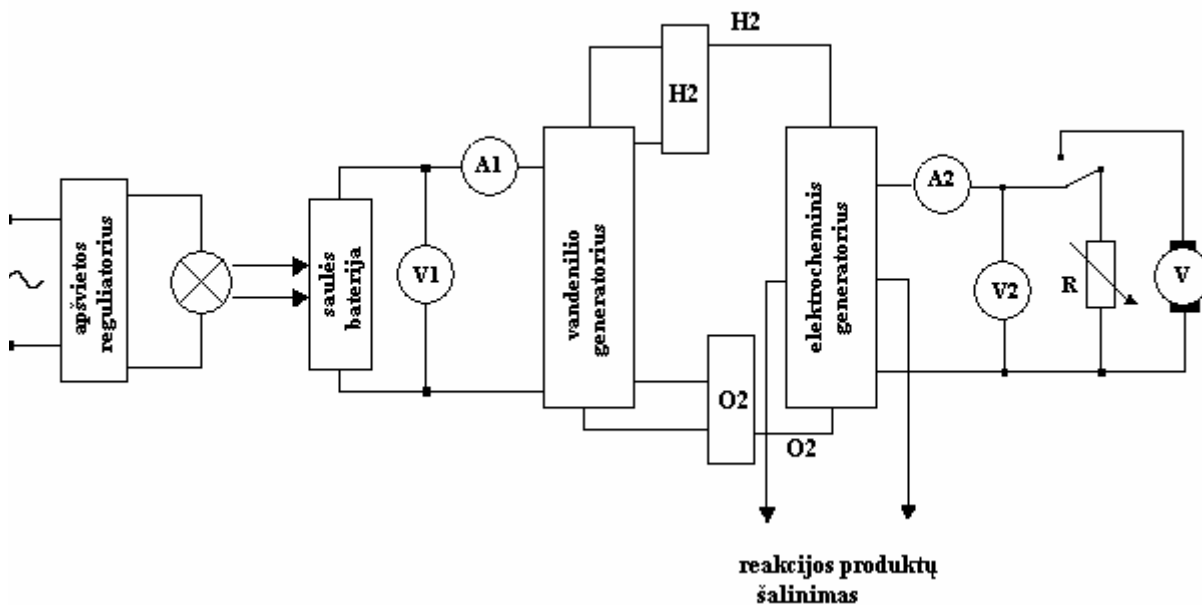 apšvietos
reguliatorius
saulės
baterija
V1
A1
vandenilio
generatorius
H2
H2
O2
O2
elektrocheminis
generatorius
A2
V2
R
V
reakcijos produktų
šalinimas